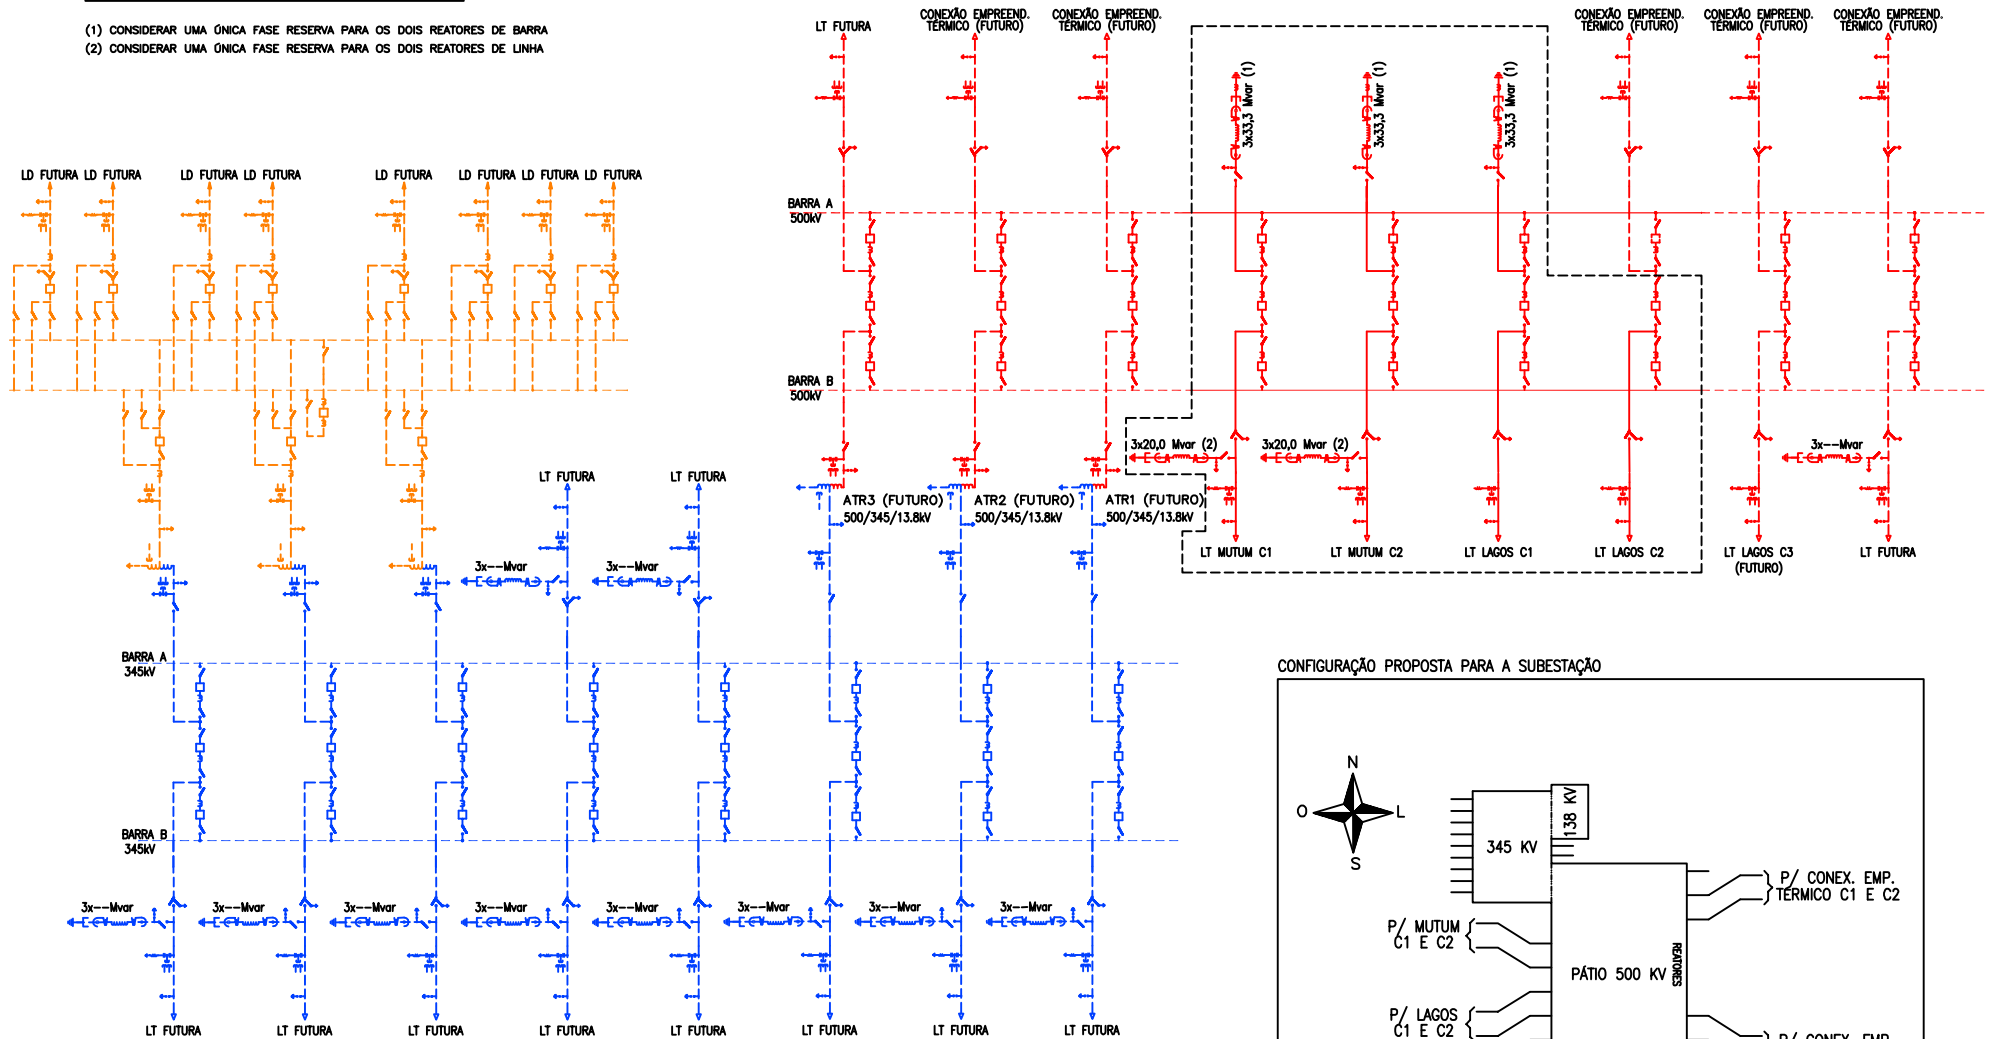 (1) CONSIDERAR UMA ÚNICA FASE RESERVA PARA OS DOIS REATORES DE BARRA
(2) CONSIDERAR UMA ÚNICA FASE RESERVA PARA OS DOIS REATORES DE LINHA
LT FUTURA
CONEXÃO EMPREEND.
TÉRMICO (FUTURO)
CONEXÃO EMPREEND.
TÉRMICO (FUTURO)
CONEXÃO EMPREEND.
TÉRMICO (FUTURO)
CONEXÃO EMPREEND.
TÉRMICO (FUTURO)
CONEXÃO EMPREEND.
TÉRMICO (FUTURO)
3x33,3 Mvar (1)
3x33,3 Mvar (1)
3x33,3 Mvar (1)
LD FUTURA
LD FUTURA
LD FUTURA
LD FUTURA
LD FUTURA
LD FUTURA
LD FUTURA
LD FUTURA
BARRA A
500kV
BARRA B
500kV
3x20,0 Mvar (2)
3x20,0 Mvar (2)
3x--Mvar
LT FUTURA
LT FUTURA
ATR3 (FUTURO)
500/345/13.8kV
ATR2 (FUTURO)
500/345/13.8kV
ATR1 (FUTURO)
500/345/13.8kV
LT MUTUM C1
LT MUTUM C2
LT LAGOS C1
LT LAGOS C2
LT LAGOS C3
(FUTURO)
LT FUTURA
3x--Mvar
3x--Mvar
BARRA A
345kV
BARRA B
345kV
3x--Mvar
3x--Mvar
3x--Mvar
3x--Mvar
3x--Mvar
3x--Mvar
3x--Mvar
3x--Mvar
LT FUTURA
LT FUTURA
LT FUTURA
LT FUTURA
LT FUTURA
LT FUTURA
LT FUTURA
LT FUTURA
CONFIGURAÇÃO PROPOSTA PARA A SUBESTAÇÃO
N
O
L
S
138 KV
345 KV
P/ CONEX. EMP.
TÉRMICO C1 E C2
P/ MUTUM
C1 E C2
REATORES
PÁTIO 500 KV
P/ LAGOS
C1 E C2
P/ CONEX. EMP.